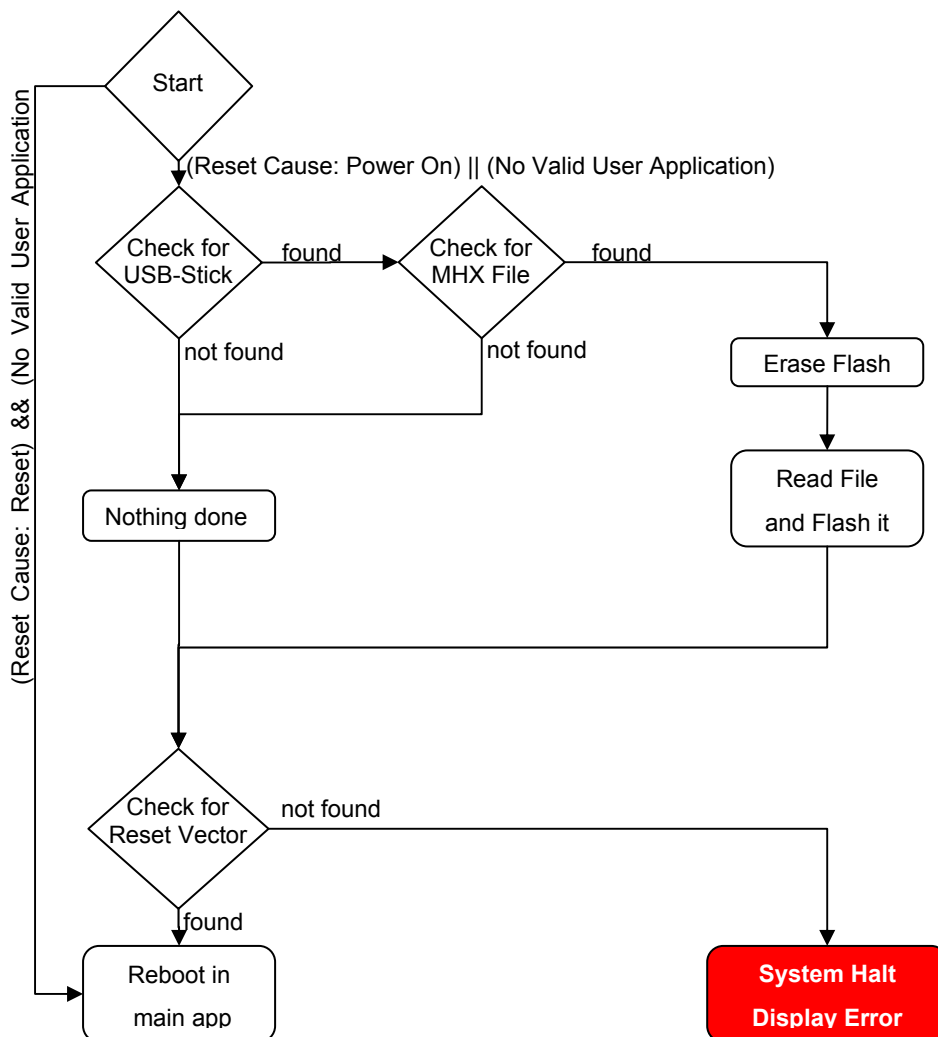 Start
(Reset Cause: Power On) || (No Valid User Application)
(Reset Cause: Reset) && (No Valid User Application
Check for
USB-Stick
found
Check for
MHX File
found
not found
not found
Erase Flash
Read File
and Flash it
Nothing done
Check for
Reset Vector
not found
found
Reboot in
main app
System Halt
Display Error